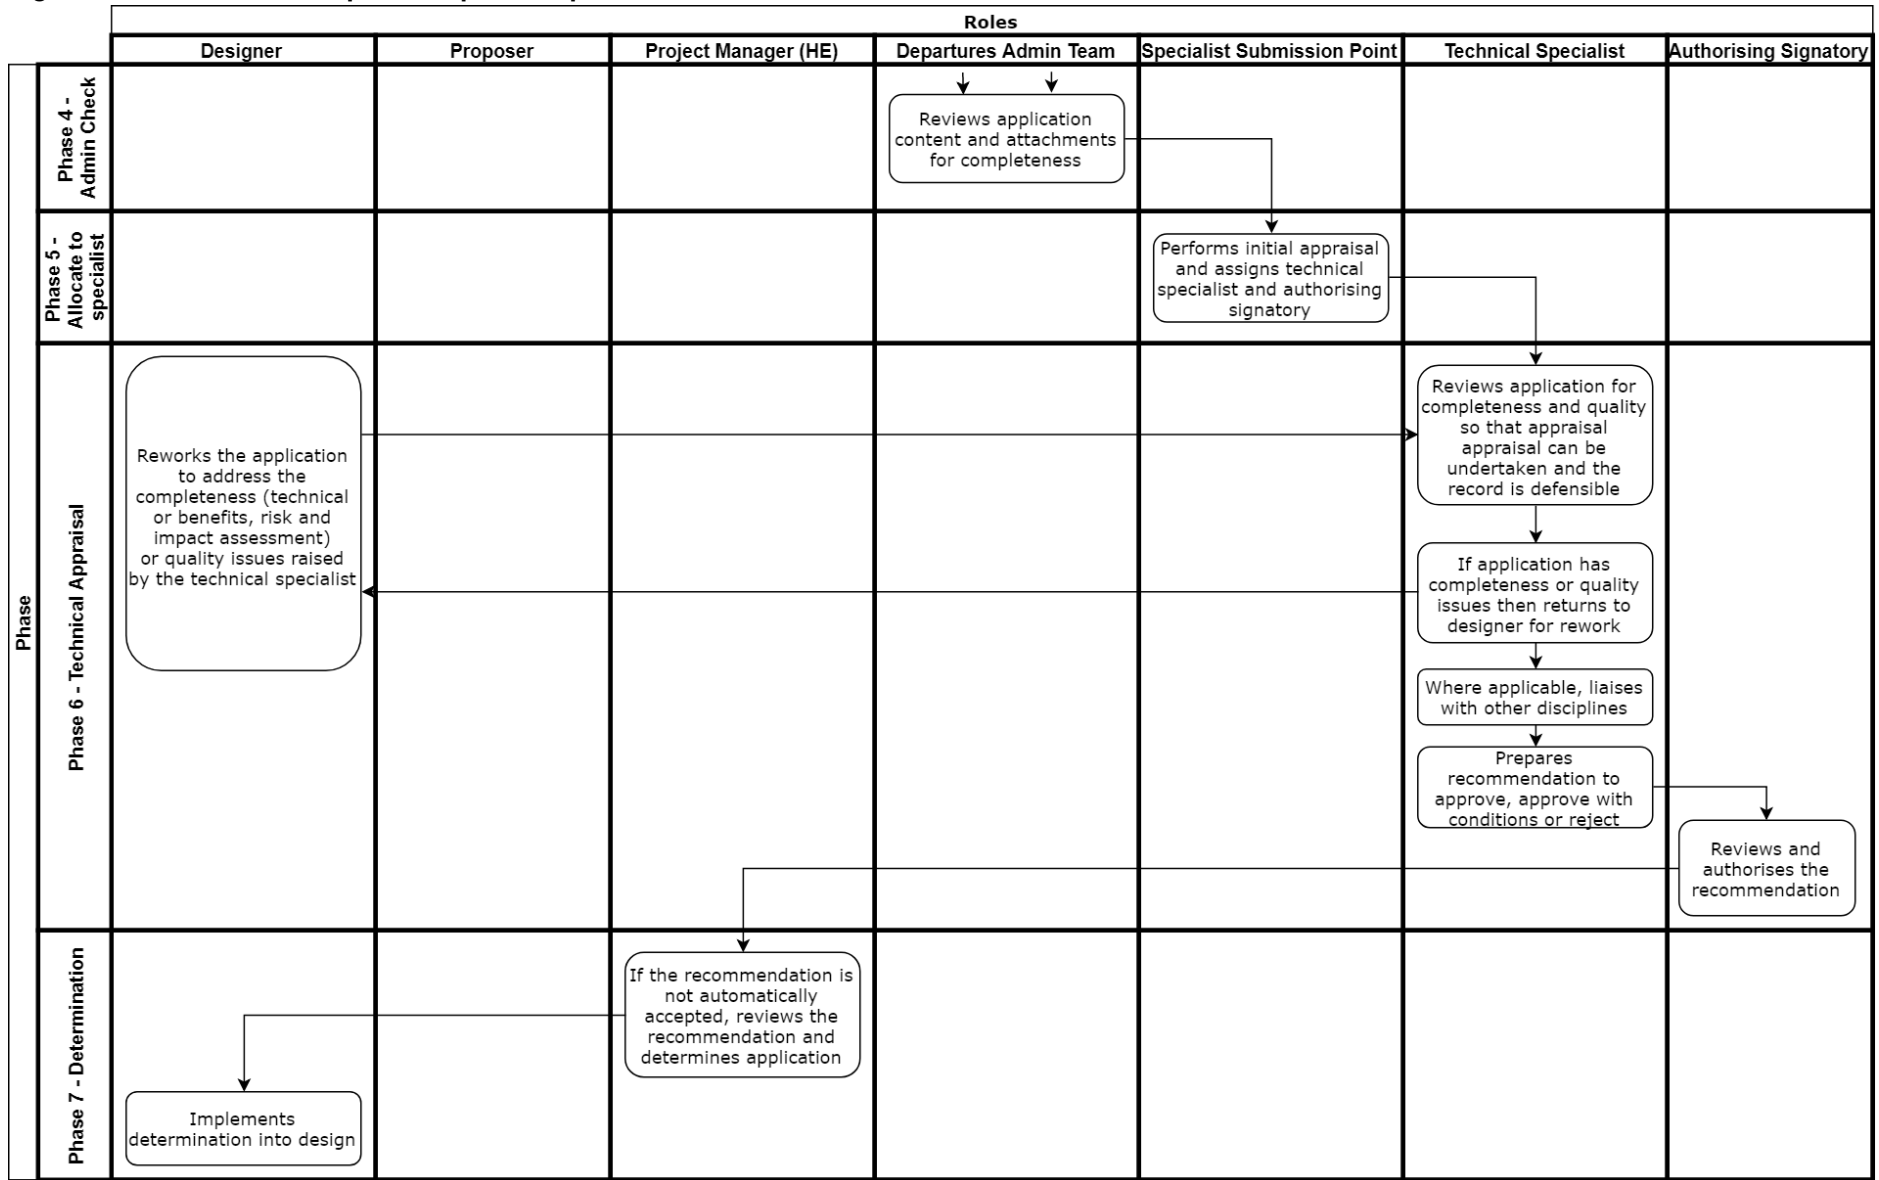 Roles
Designer
Proposer
Project Manager (HE)
Departures Admin Team
Specialist Submission Point
Technical Specialist
Authorising Signatory
Phase
Phase 4 -
Admin Check
Reviews application
content and attachments
for completeness
Phase 5 -
Allocate to
specialist
Performs initial appraisal
and assigns technical
specialist and authorising
signatory
Phase 6 - Technical Appraisal
Reworks the application
to address the
completeness (technical
or benefits, risk and
impact assessment)
or quality issues raised
by the technical specialist
Reviews application for
completeness and quality
so that appraisal
appraisal can be
undertaken and the
record is defensible
If application has
completeness or quality
issues then returns to
designer for rework
Where applicable, liaises
with other disciplines
Prepares
recommendation to
approve, approve with
conditions or reject
Reviews and
authorises the
recommendation
Phase 7 - Determination
If the recommendation is
not automatically
accepted, reviews the
recommendation and
determines application
Implements
determination into design